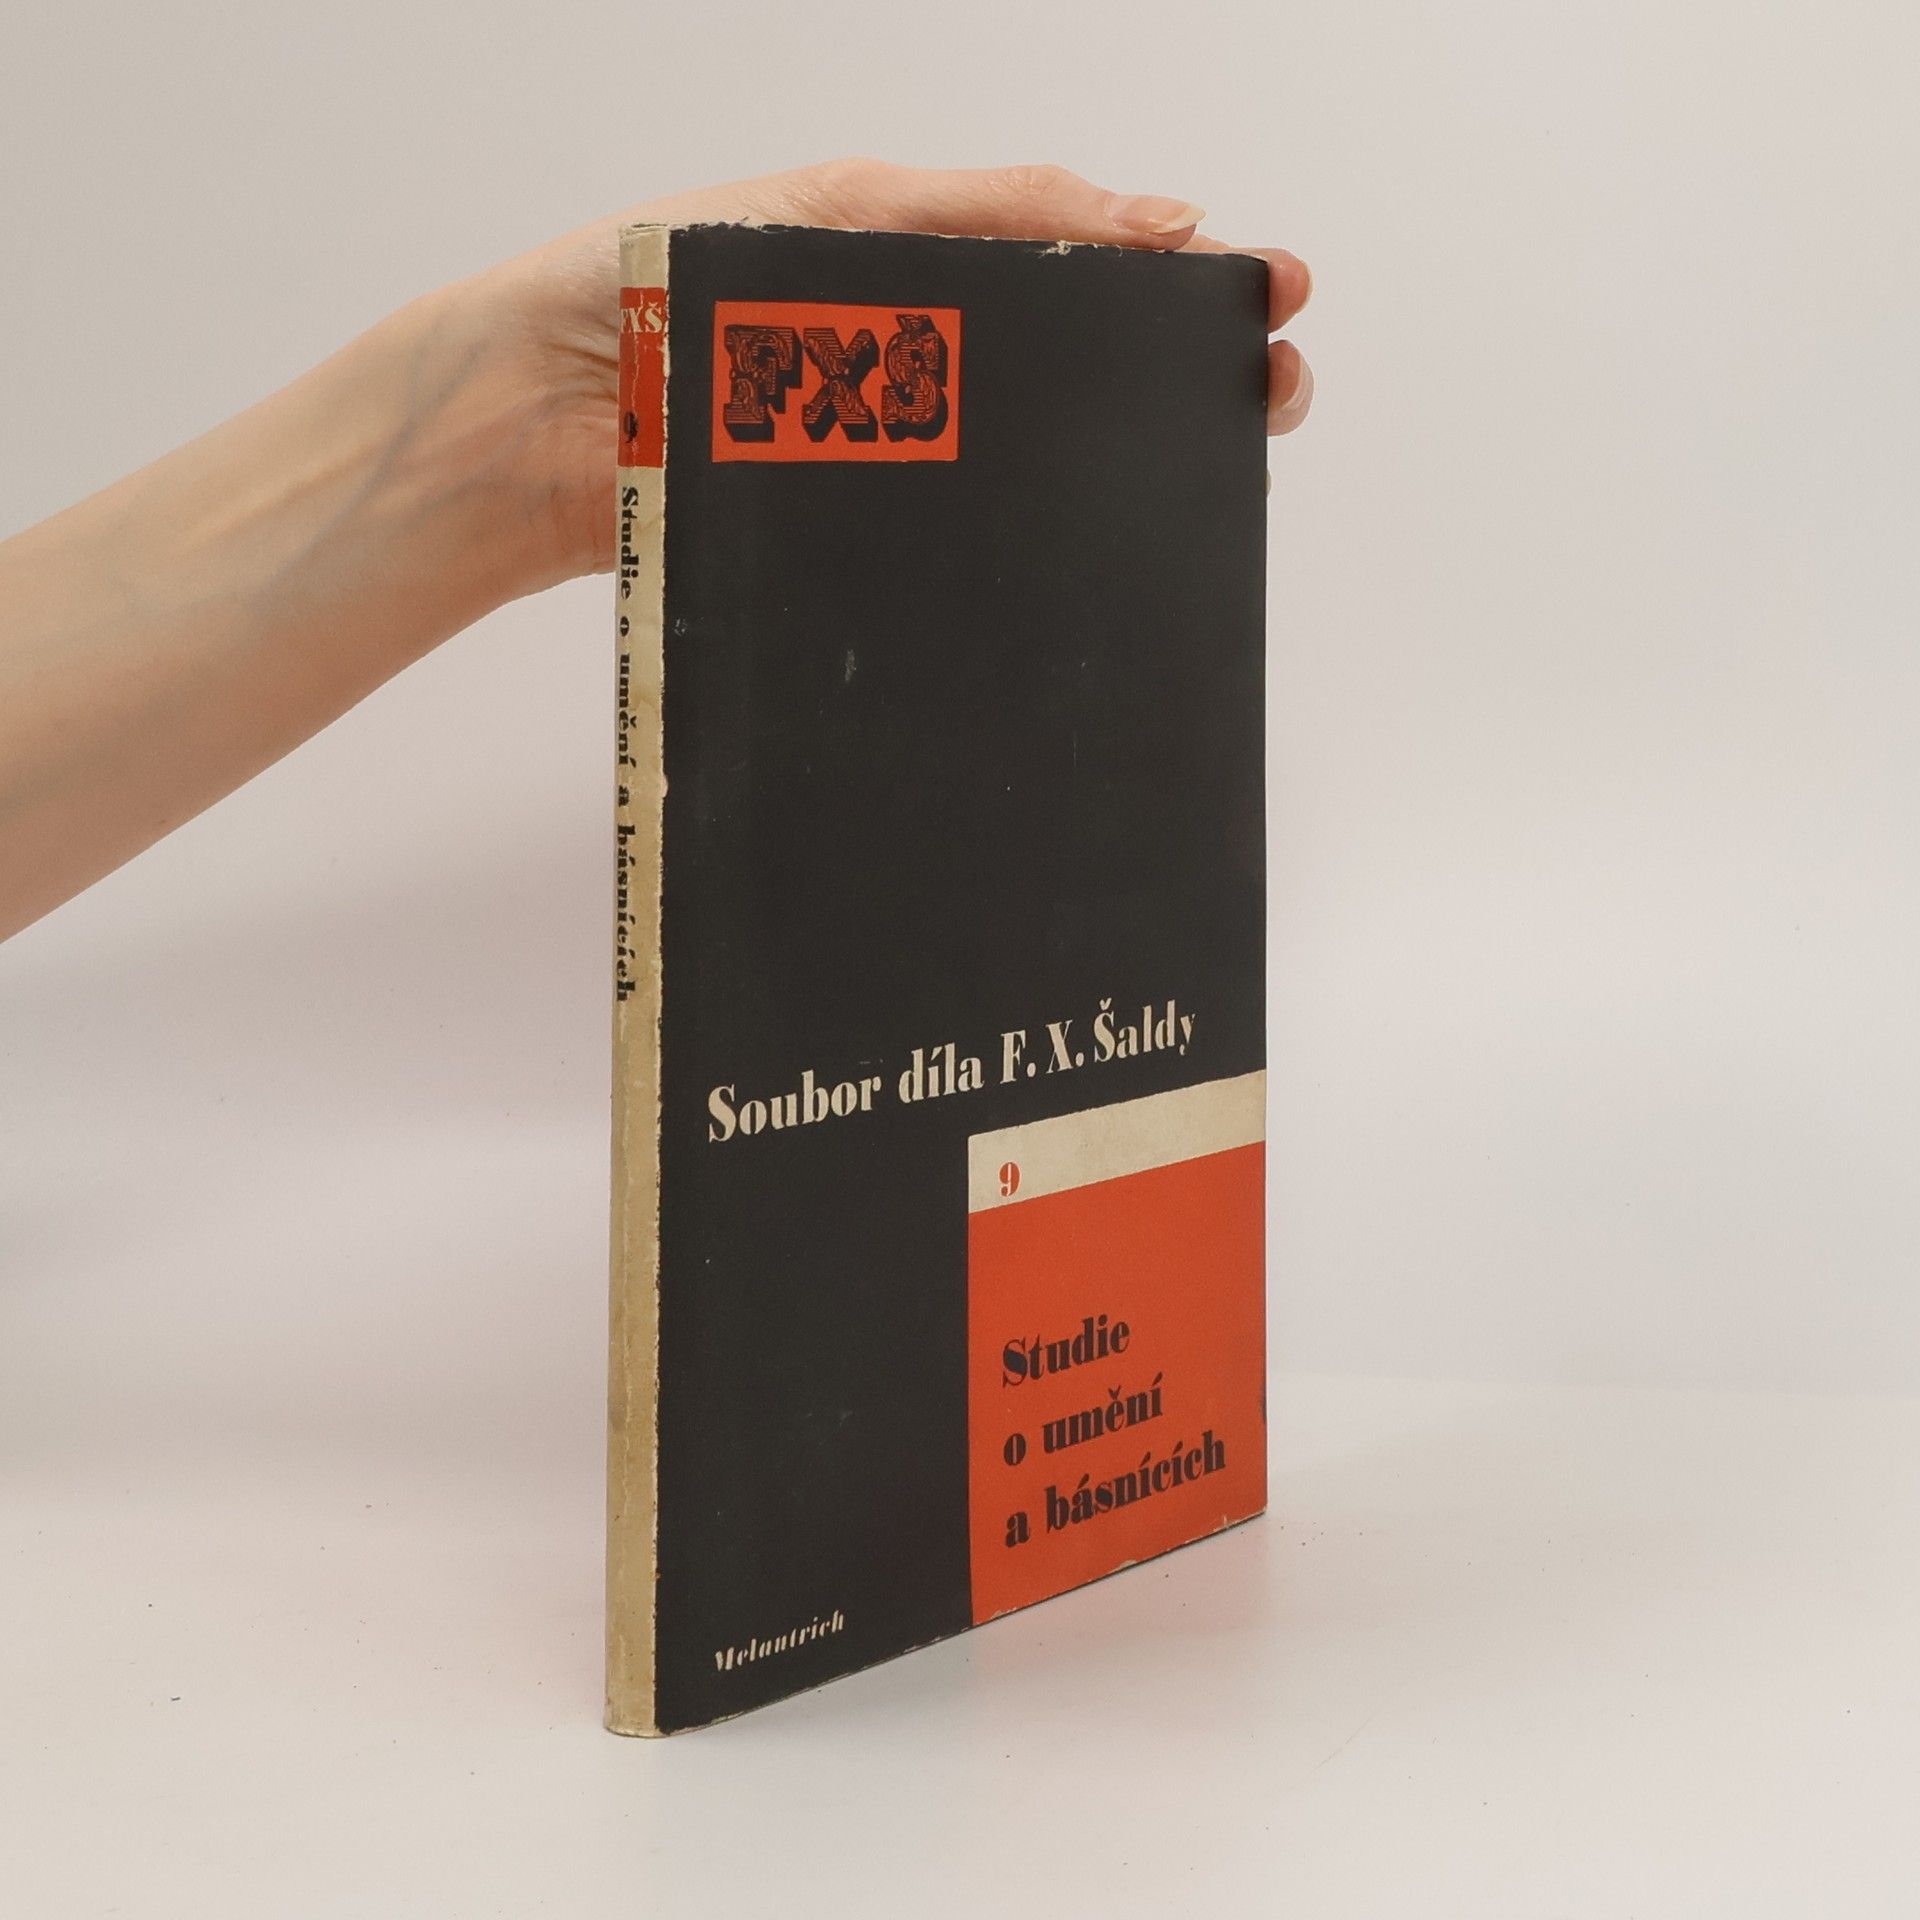 FXŠ
9
Studie o umění a básnících
FXŠ
Soubor díla F. X. Šaldy
9
Studie
o umění
a básnících
Melantrich